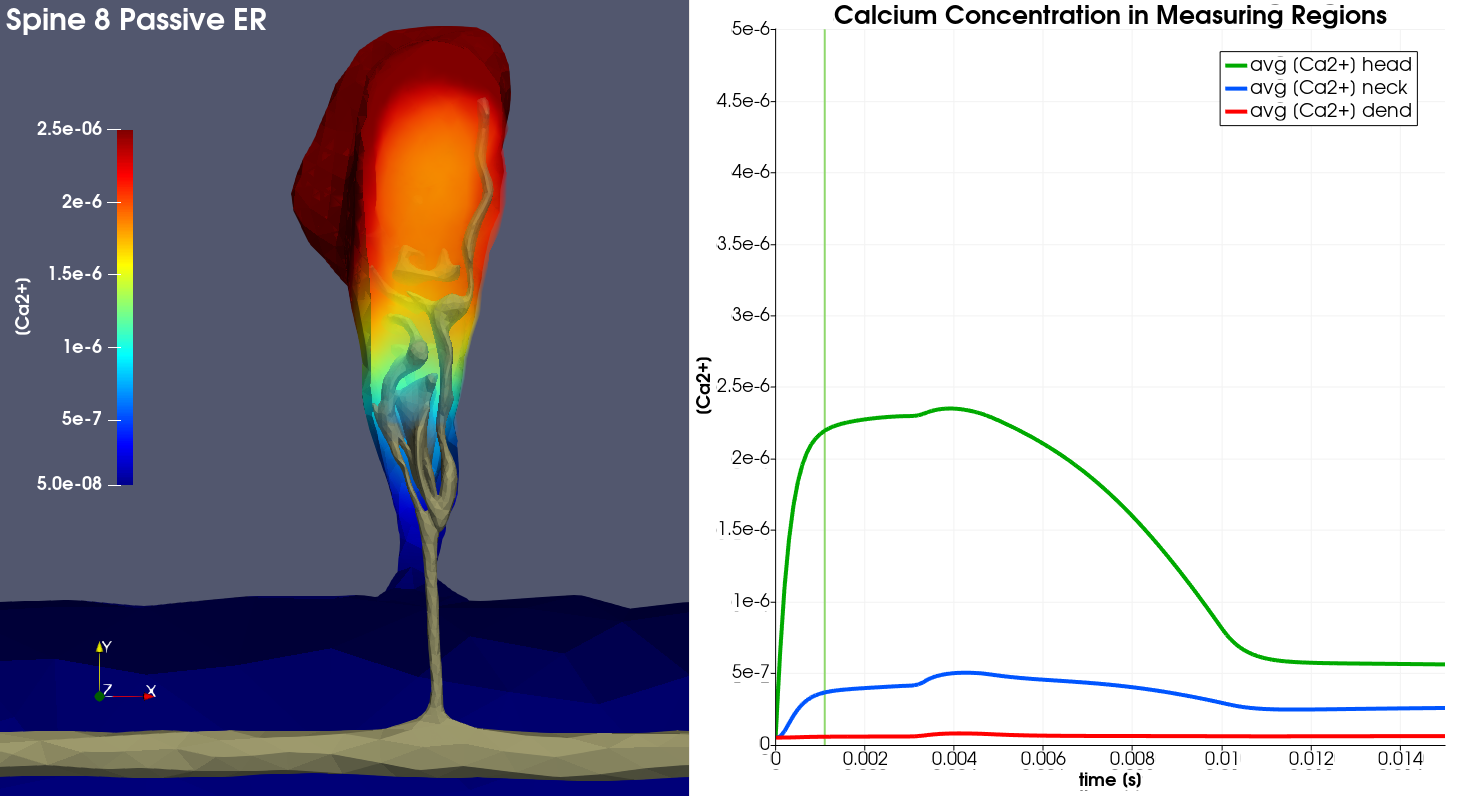 Spine 8 Passive ER
2.5e-06
2e-6
1.5e-6
1e-6
5e-7
5.0e-08
(Ca2+)
Y
Z
X
Calcium Concentration in Measuring Regions
avg (Ca2+) head
avg (Ca2+) neck
avg (Ca2+) dend
5e-6
4.5e-6
4e-6
3.5e-6
3e-6
2.5e-6
2e-6
1.5e-6
1e-6
5e-7
0
(Ca2+)
0 0.002 0.004 0.006 0.008 0.01 0.012 0.014
time (s)